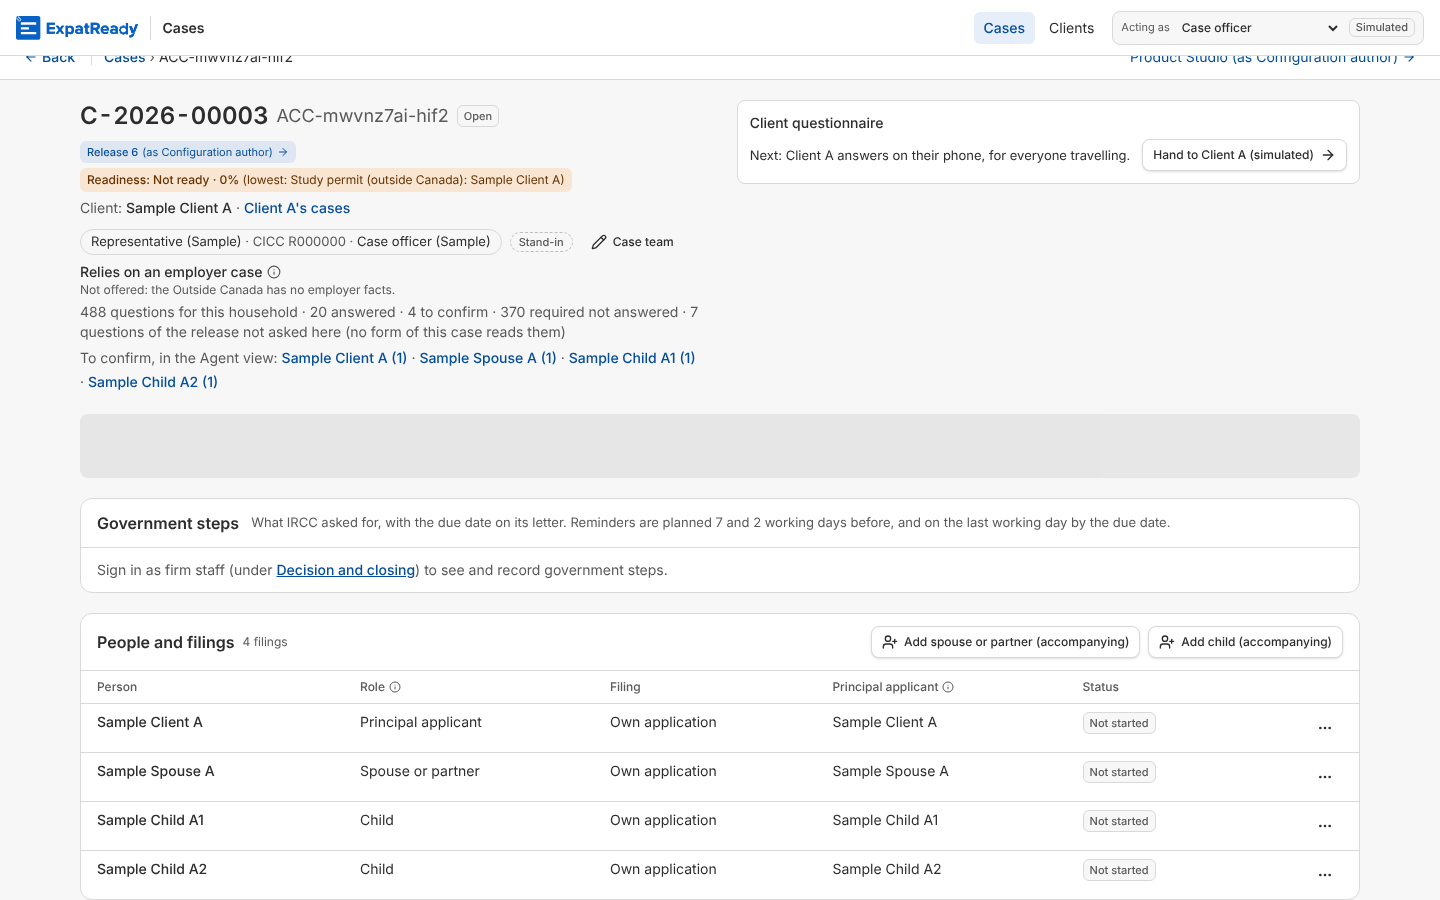 ExpatReady
Cases
Cases
Clients
Acting as
Case officer
Simulated
← Back
Cases › ACC-mwvnz7ai-hif2
Product Studio (as Configuration author) →
C-2026-00003 ACC-mwvnz7ai-hif2 Open
Release 6 (as Configuration author) →
Readiness: Not ready · 0% (lowest: Study permit (outside Canada): Sample Client A)
Client: Sample Client A · Client A's cases
Representative (Sample) · CICC R000000 · Case officer (Sample) Stand-in Case team
Relies on an employer case
Not offered: the Outside Canada has no employer facts.
488 questions for this household · 20 answered · 4 to confirm · 370 required not answered · 7
questions of the release not asked here (no form of this case reads them)
To confirm, in the Agent view: Sample Client A (1) · Sample Spouse A (1) · Sample Child A1 (1)
· Sample Child A2 (1)
Client questionnaire
Next: Client A answers on their phone, for everyone travelling. Hand to Client A (simulated) →
Government steps What IRCC asked for, with the due date on its letter. Reminders are planned 7 and 2 working days before, and on the last working day by the due date.
Sign in as firm staff (under Decision and closing) to see and record government steps.
People and filings 4 filings Add spouse or partner (accompanying) Add child (accompanying)
Person Role Filing Principal applicant Status
Sample Client A Principal applicant Own application Sample Client A Not started ...
Sample Spouse A Spouse or partner Own application Sample Spouse A Not started ...
Sample Child A1 Child Own application Sample Child A1 Not started ...
Sample Child A2 Child Own application Sample Child A2 Not started ...